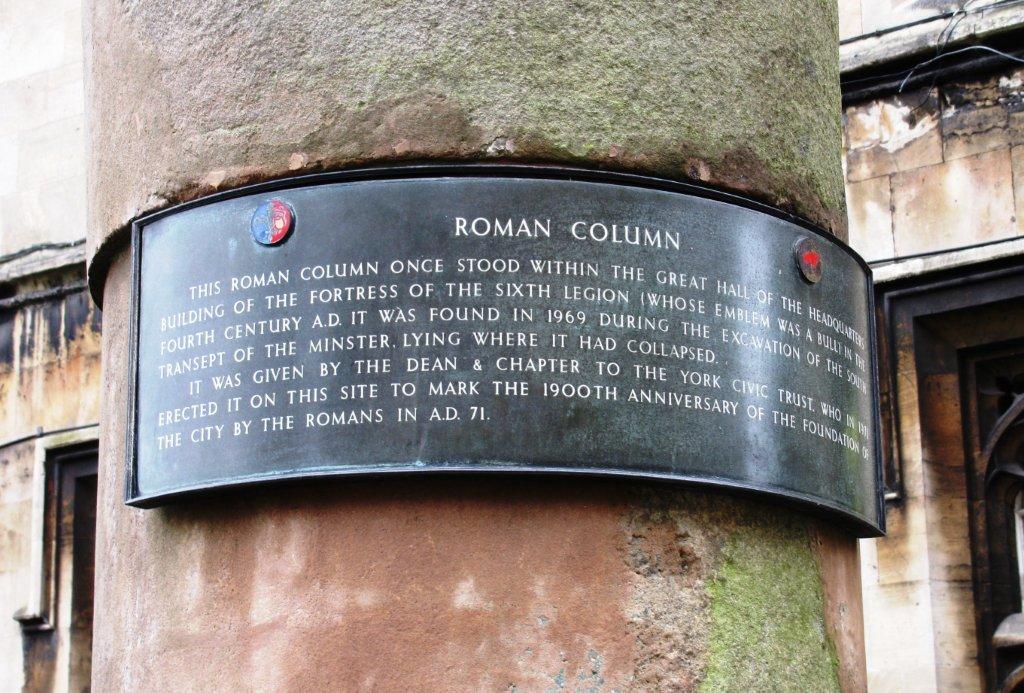 ROMAN COLUMN
THIS ROMAN COLUMN ONCE STOOD WITHIN THE GREAT HALL OF THE HEADQUARTERS
BUILDING OF THE FORTRESS OF THE SIXTH LEGION (WHOSE EMBLEM WAS A BULL) IN THE
FOURTH CENTURY A.D. IT WAS FOUND IN 1969 DURING THE EXCAVATION OF THE SOUTH
TRANSEPT OF THE MINSTER, LYING WHERE IT HAD COLLAPSED.
IT WAS GIVEN BY THE DEAN & CHAPTER TO THE YORK CIVIC TRUST, WHO IN 1971
ERECTED IT ON THIS SITE TO MARK THE 1900TH ANNIVERSARY OF THE FOUNDATION OF
THE CITY BY THE ROMANS IN A.D. 71.